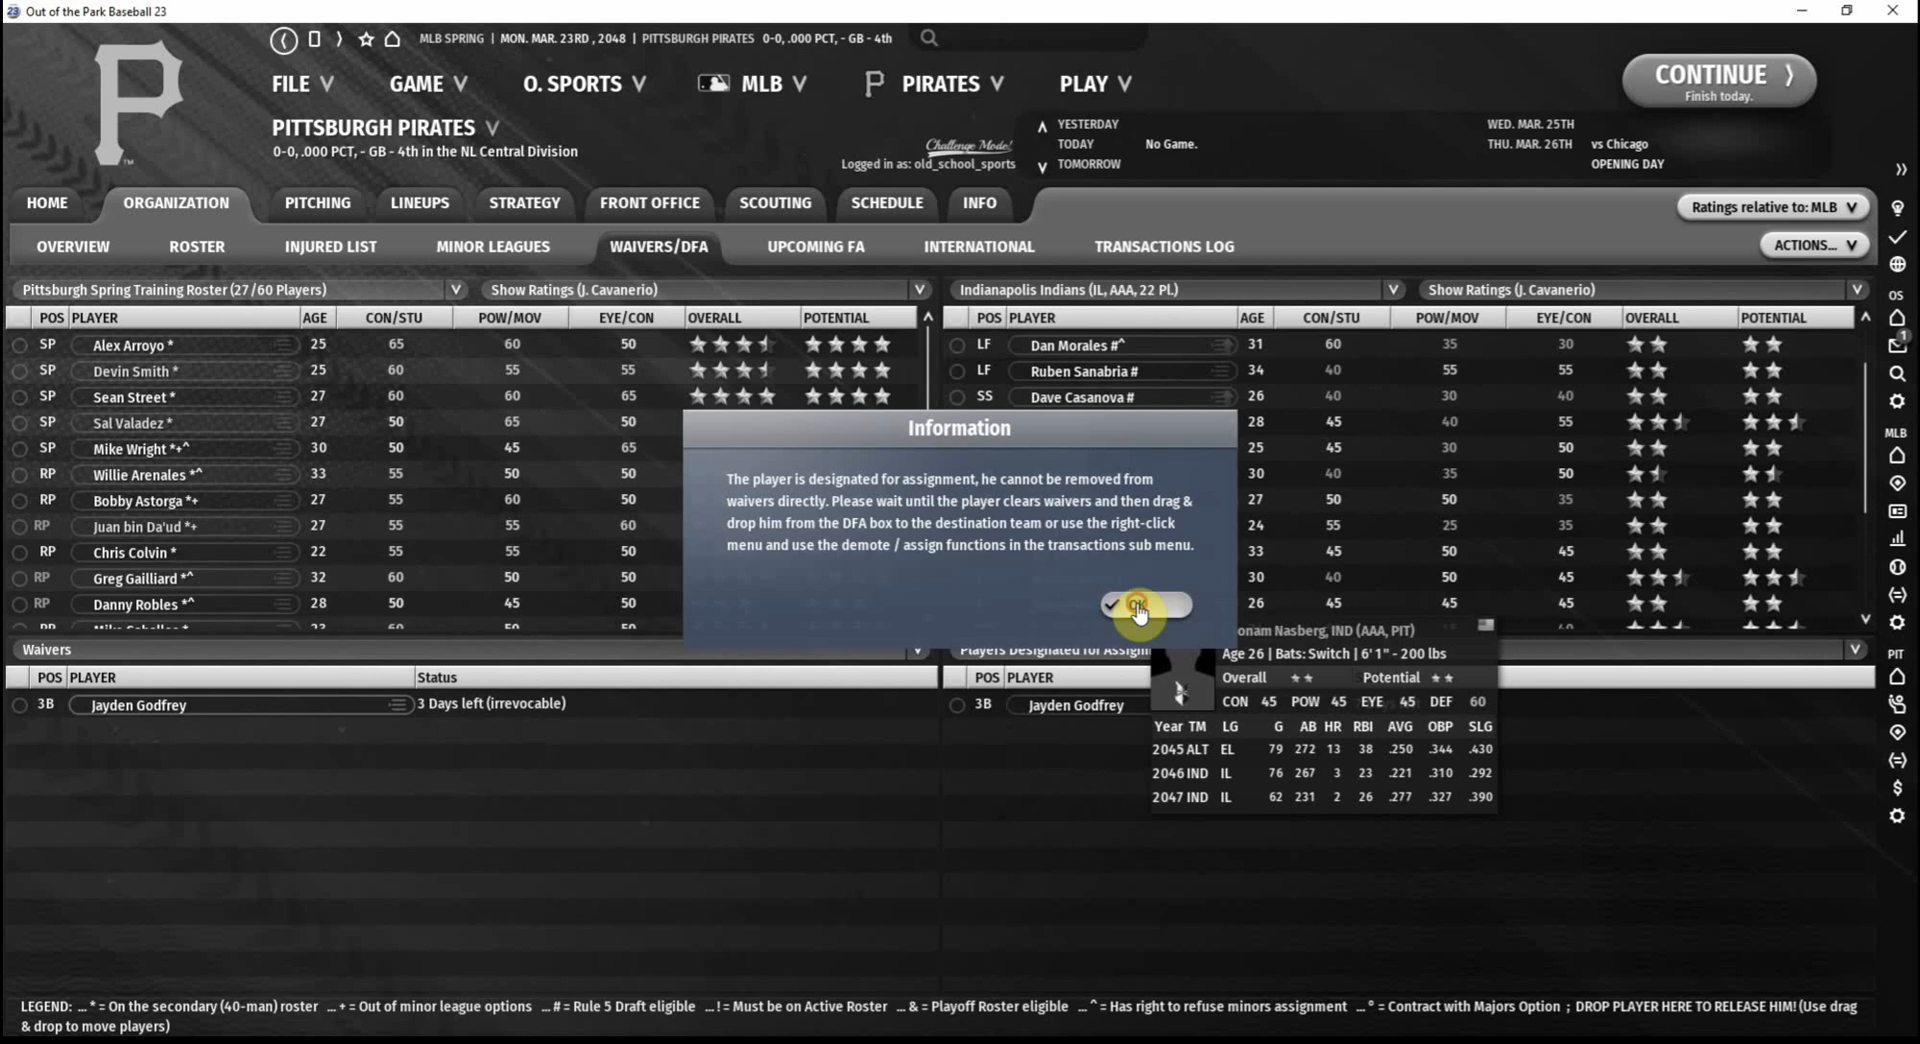 Out of the Park Baseball 23
MLB SPRING | MON. MAR. 23RD , 2048 | PITTSBURGH PIRATES 0-0, .000 PCT, - GB - 4th
FILE GAME O. SPORTS MLB PIRATES PLAY
CONTINUE
Finish today.
PITTSBURGH PIRATES
0-0, .000 PCT, - GB - 4th in the NL Central Division
Challenge Mode!
Logged in as: old_school_sports
YESTERDAY
TODAY No Game.
TOMORROW
WED. MAR. 25TH
THU. MAR. 26TH vs Chicago
OPENING DAY
HOME ORGANIZATION PITCHING LINEUPS STRATEGY FRONT OFFICE SCOUTING SCHEDULE INFO
Ratings relative to: MLB
OVERVIEW ROSTER INJURED LIST MINOR LEAGUES WAIVERS/DFA UPCOMING FA INTERNATIONAL TRANSACTIONS LOG
ACTIONS...
Pittsburgh Spring Training Roster (27/60 Players) Show Ratings (J. Cavanerio)
POS PLAYER AGE CON/STU POW/MOV EYE/CON OVERALL POTENTIAL
SP Alex Arroyo * 25 65 60 50
SP Devin Smith * 25 60 55 55
SP Sean Street * 27 60 60 65
SP Sal Valadez * 27 50 65 60
SP Mike Wright *+^ 30 50 45 65
RP Willie Arenales *^ 33 55 50 50
RP Bobby Astorga *+ 27 55 60 50
RP Juan bin Da'ud *+ 27 55 55 60
RP Chris Colvin * 22 55 55 50
RP Greg Gailliard *^ 32 60 50 50
RP Danny Robles *^ 28 50 45 50
Indianapolis Indians (IL, AAA, 22 Pl.) Show Ratings (J. Cavanerio)
POS PLAYER AGE CON/STU POW/MOV EYE/CON OVERALL POTENTIAL
LF Dan Morales #^ 31 60 35 30
LF Ruben Sanabria # 34 40 55 55
SS Dave Casanova # 26 40 30 40
28 45 40 55
25 45 30 50
30 40 35 50
27 50 50 35
24 55 25 35
33 45 50 45
30 40 50 45
26 45 45 45
Information
The player is designated for assignment, he cannot be removed from
waivers directly. Please wait until the player clears waivers and then drag &
drop him from the DFA box to the destination team or use the right-click
menu and use the demote / assign functions in the transactions sub menu.
OK
Waivers
POS PLAYER Status
3B Jayden Godfrey 3 Days left (irrevocable)
Players Designated for Assignm
POS PLAYER
3B Jayden Godfrey
onam Nasberg, IND (AAA, PIT)
Age 26 | Bats: Switch | 6' 1" - 200 lbs
Overall Potential
CON 45 POW 45 EYE 45 DEF 60
Year TM LG G AB HR RBI AVG OBP SLG
2045 ALT EL 79 272 13 38 .250 .344 .430
2046 IND IL 76 267 3 23 .221 .310 .292
2047 IND IL 62 231 2 26 .277 .327 .390
OS
1
MLB
PIT
LEGEND: ... * = On the secondary (40-man) roster ... + = Out of minor league options ... # = Rule 5 Draft eligible ... ! = Must be on Active Roster ... & = Playoff Roster eligible ... ^ = Has right to refuse minors assignment ... ° = Contract with Majors Option ; DROP PLAYER HERE TO RELEASE HIM! (Use drag
& drop to move players)